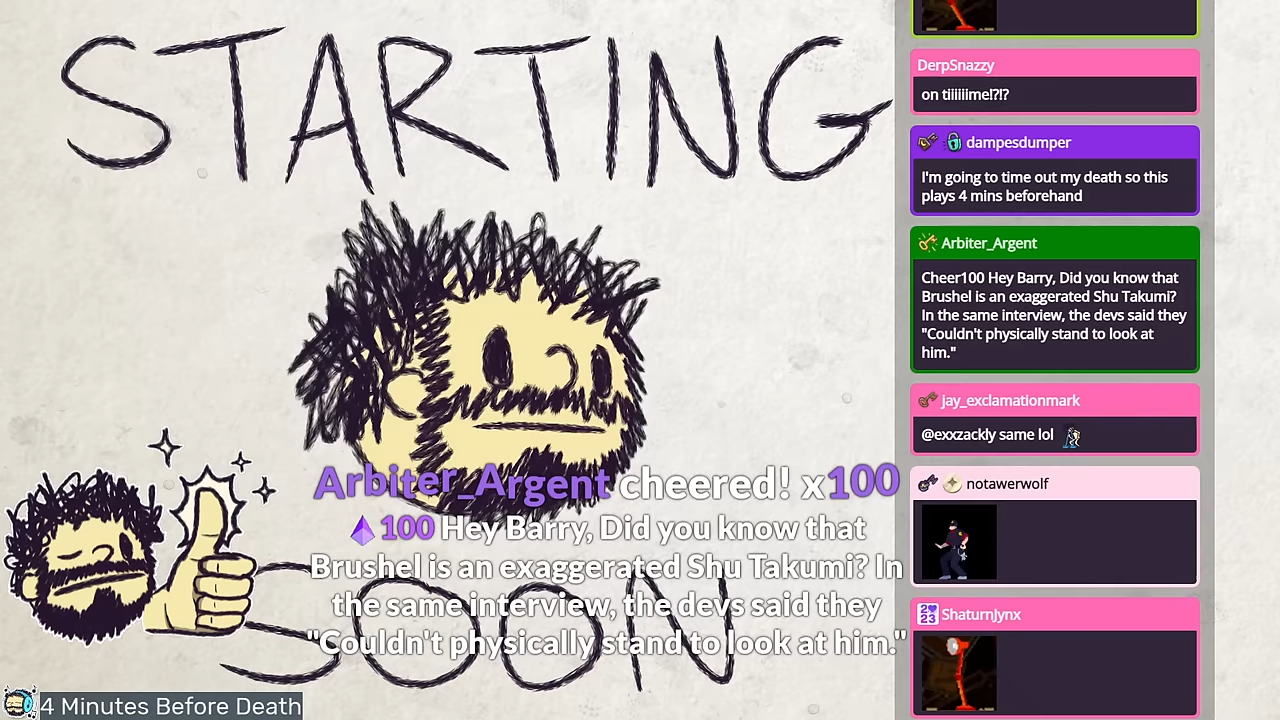 STARTING
SOON
Arbiter_Argent cheered! x100
100 Hey Barry, Did you know that
Brushel is an exaggerated Shu Takumi? In
the same interview, the devs said they
"Couldn't physically stand to look at him."
4 Minutes Before Death
DerpSnazzy
on tiiiiiime!?!?
dampesdumper
I'm going to time out my death so this
plays 4 mins beforehand
Arbiter_Argent
Cheer100 Hey Barry, Did you know that
Brushel is an exaggerated Shu Takumi?
In the same interview, the devs said they
"Couldn't physically stand to look at
him."
jay_exclamationmark
@exxzackly same lol
notawerwolf
2 23 ShaturnJynx